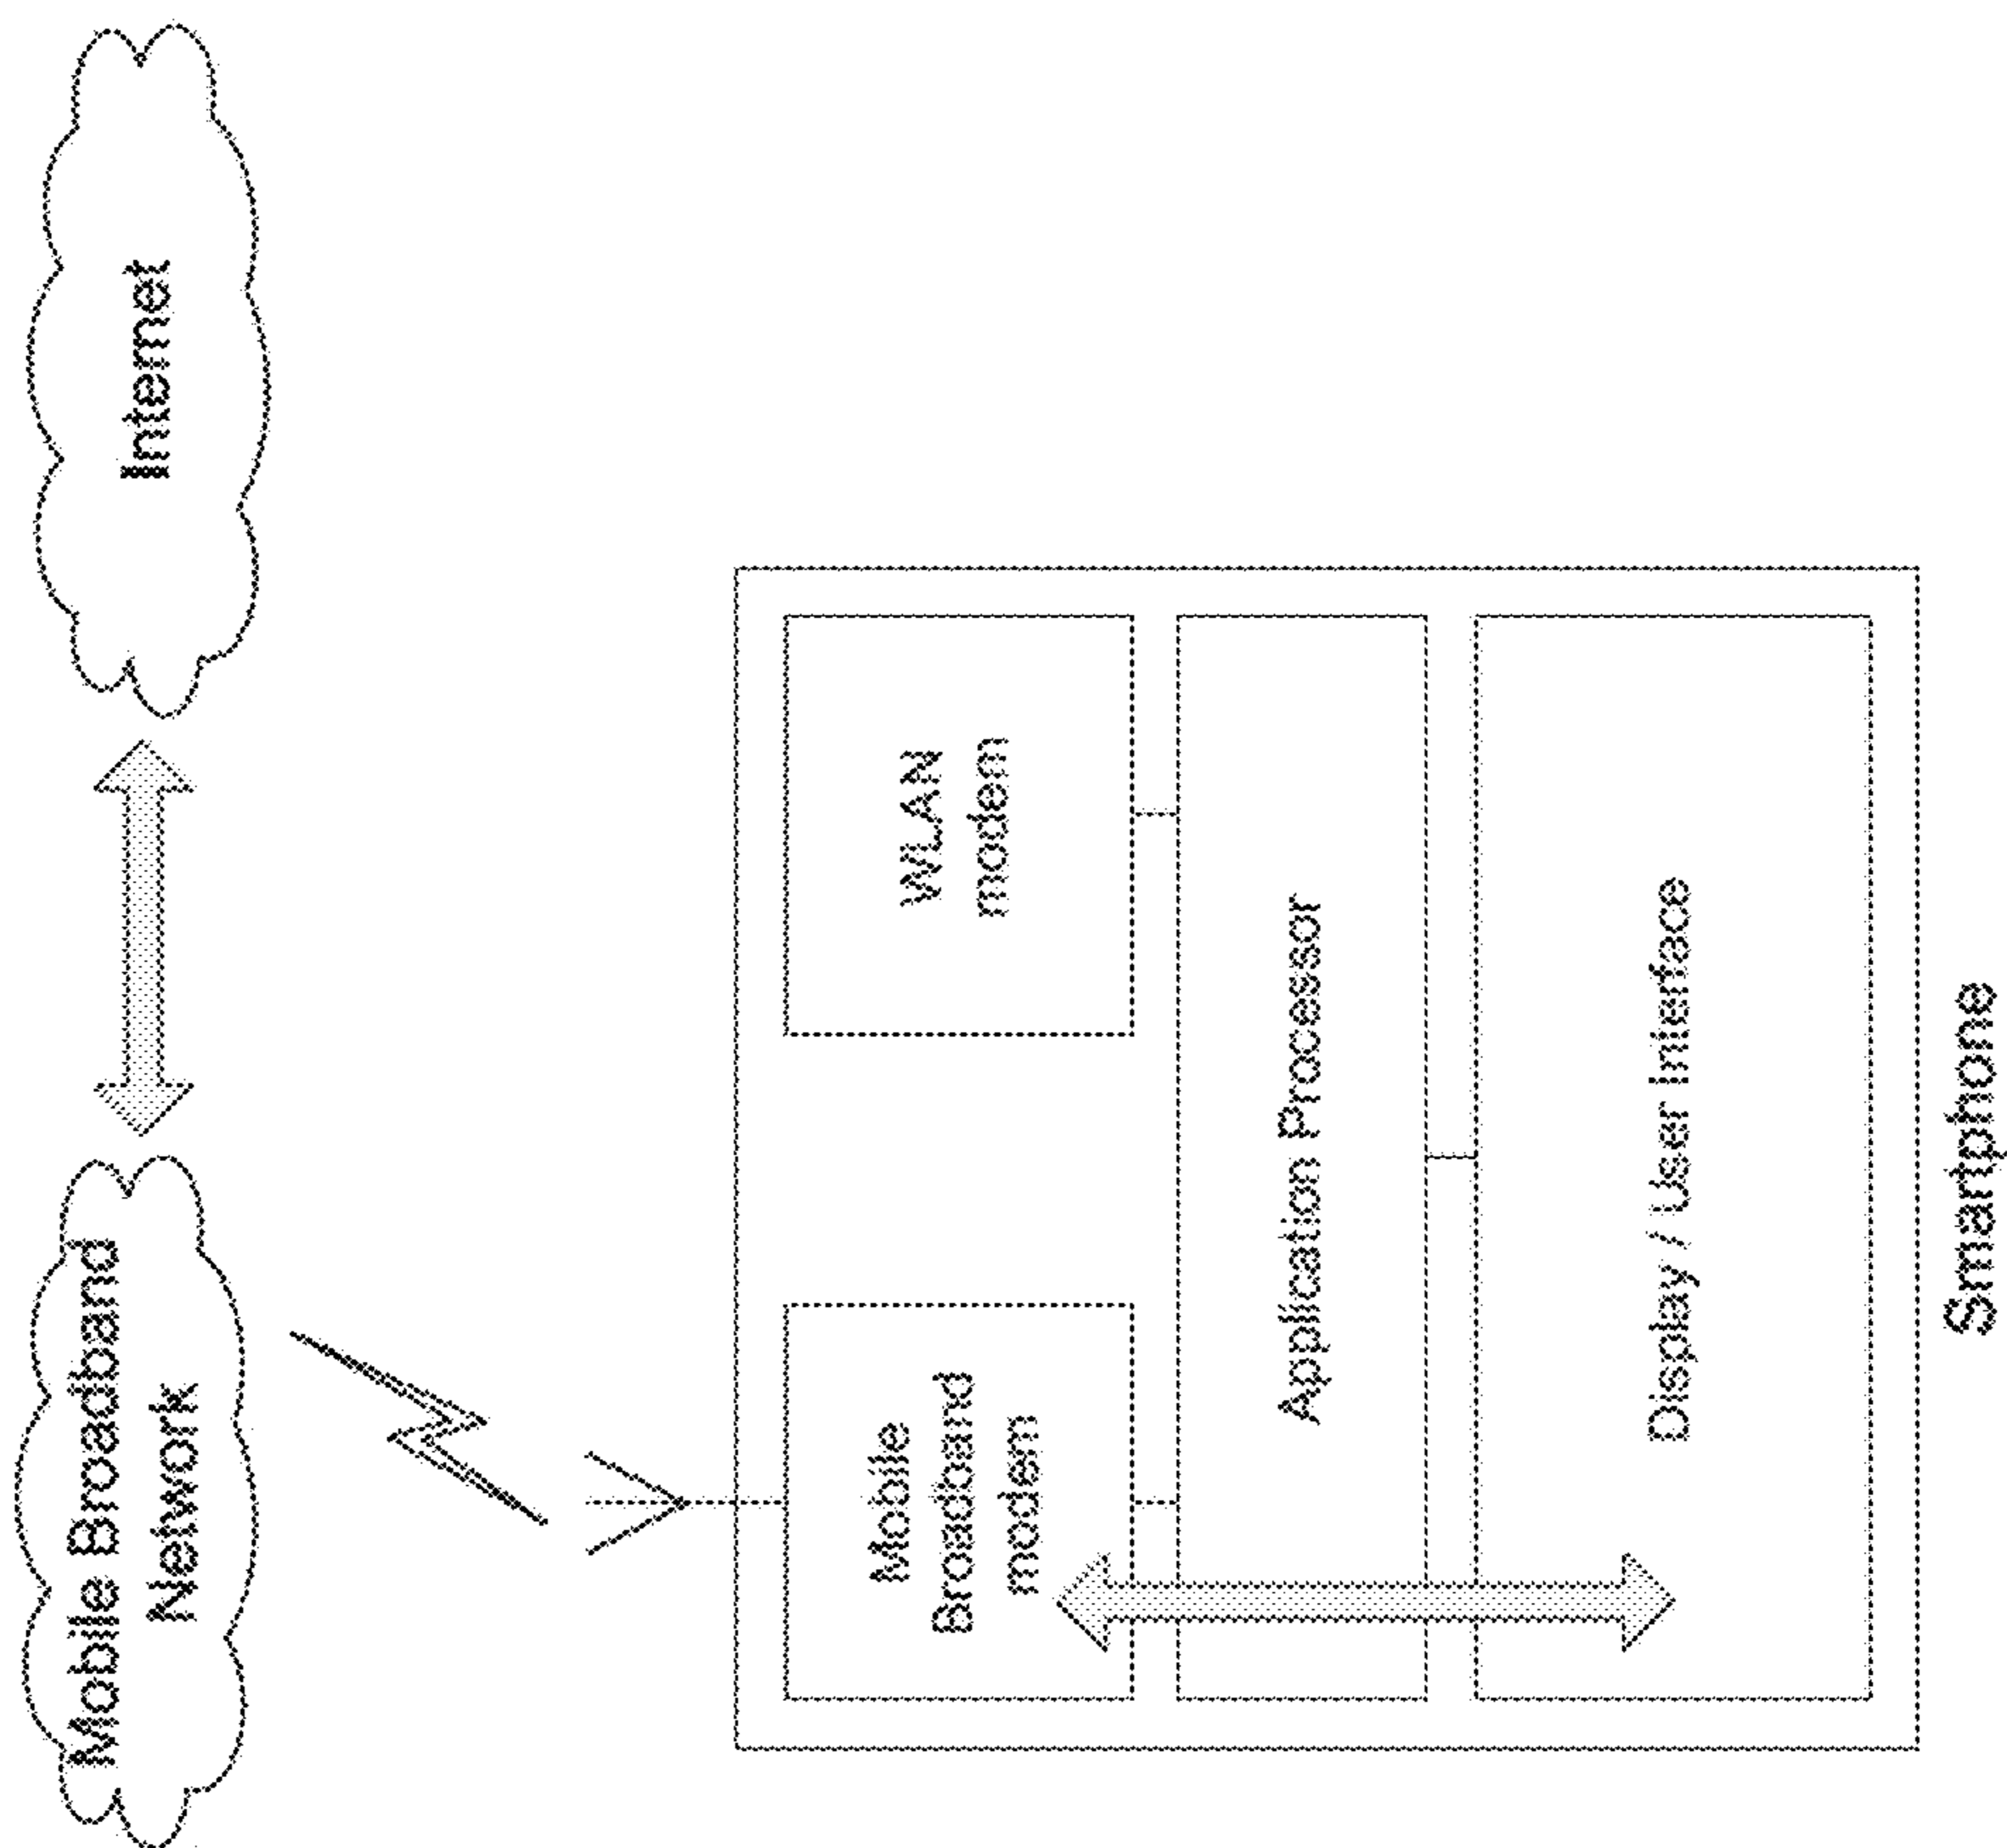 Mobile Broadband
Network
Internet
Mobile
Broadband
modem
WLAN
modem
Application Processor
Display / User Interface
Smartphone